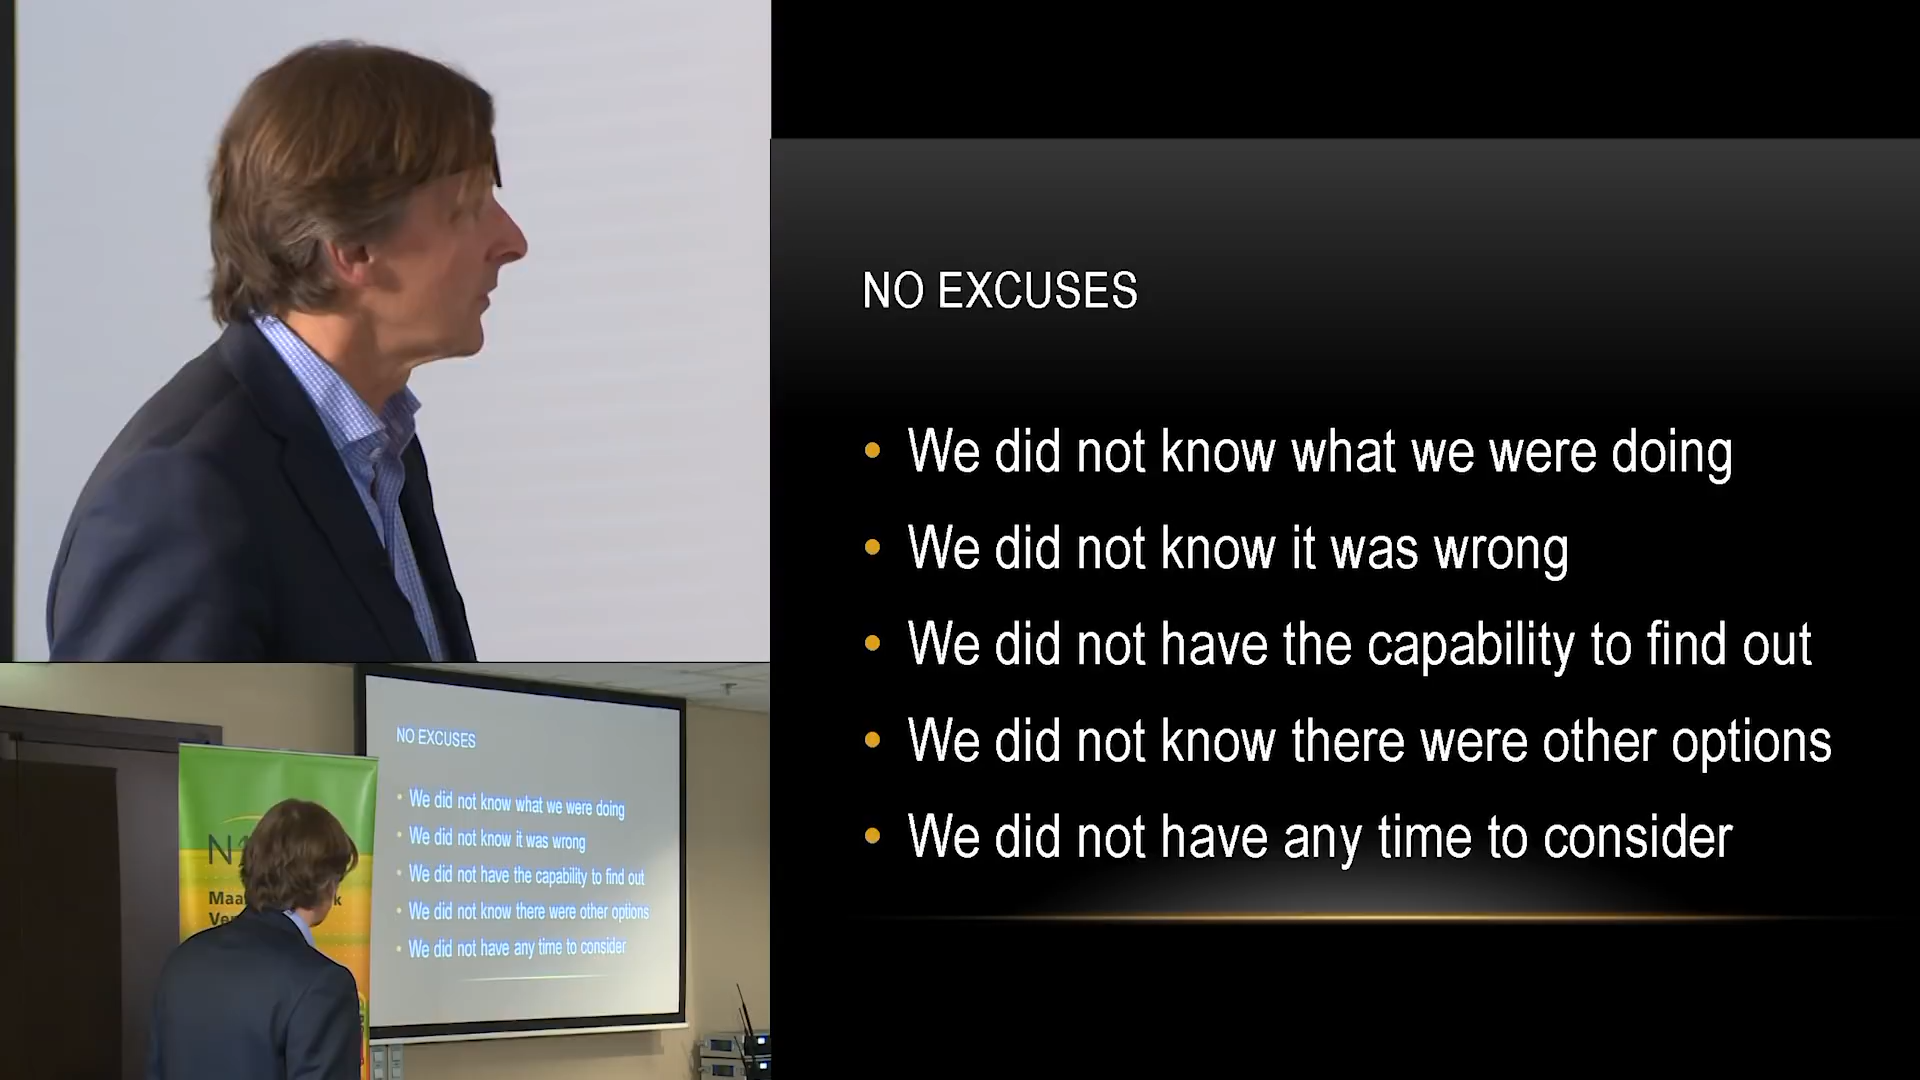 NO EXCUSES
• We did not know what we were doing
• We did not know it was wrong
• We did not have the capability to find out
• We did not know there were other options
• We did not have any time to consider
NO EXCUSES
• We did not know what we were doing
• We did not know it was wrong
• We did not have the capability to find out
• We did not know there were other options
• We did not have any time to consider